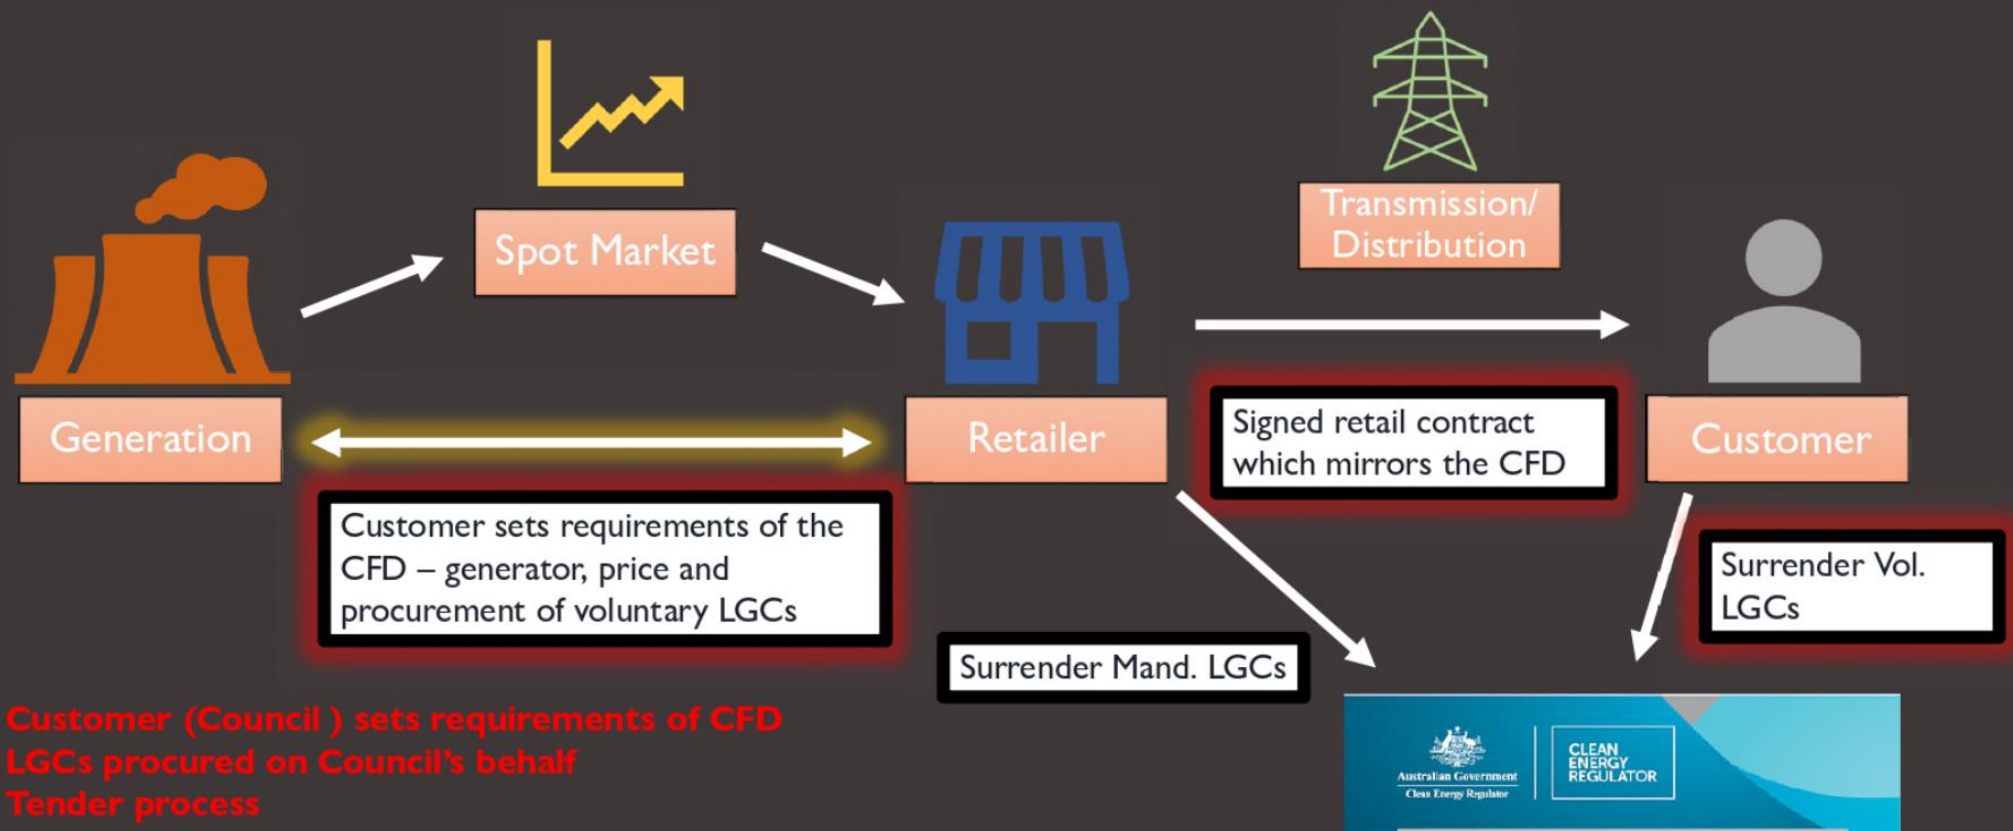 Spot Market
Transmission/
Distribution
Generation
Retailer
Customer
Signed retail contract
which mirrors the CFD
Customer sets requirements of the
CFD – generator, price and
procurement of voluntary LGCs
Surrender Vol.
LGCs
Surrender Mand. LGCs
Customer (Council ) sets requirements of CFD
LGCs procured on Council's behalf
Tender process
Australian Government
Clean Energy Regulator
CLEAN
ENERGY
REGULATOR